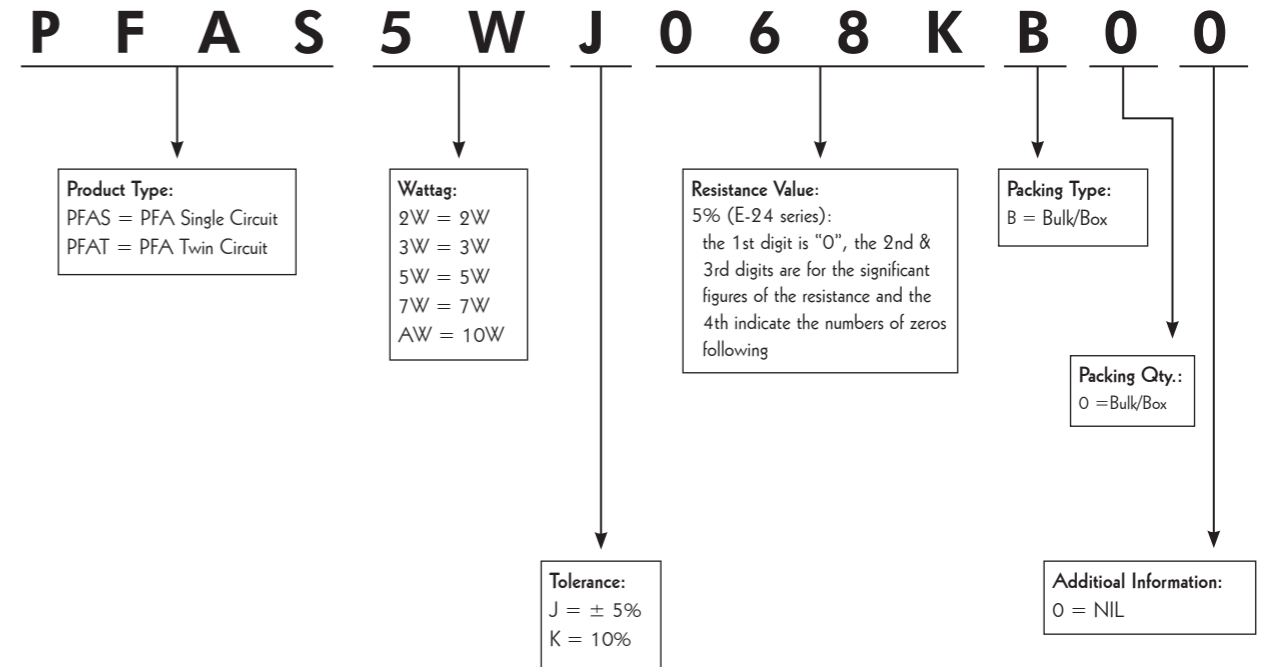 P F A S 5 W J 0 6 8 K B 0 0
Product Type:
PFAS = PFA Single Circuit
PFAT = PFA Twin Circuit
Wattag:
2W = 2W
3W = 3W
5W = 5W
7W = 7W
AW = 10W
Resistance Value:
5% (E-24 series):
the 1st digit is “0”, the 2nd &
3rd digits are for the significant
figures of the resistance and the
4th indicate the numbers of zeros
following
Packing Type:
B = Bulk/Box
Packing Qty.:
0 =Bulk/Box
Tolerance:
J = ± 5%
K = 10%
Additioal Information:
0 = NIL